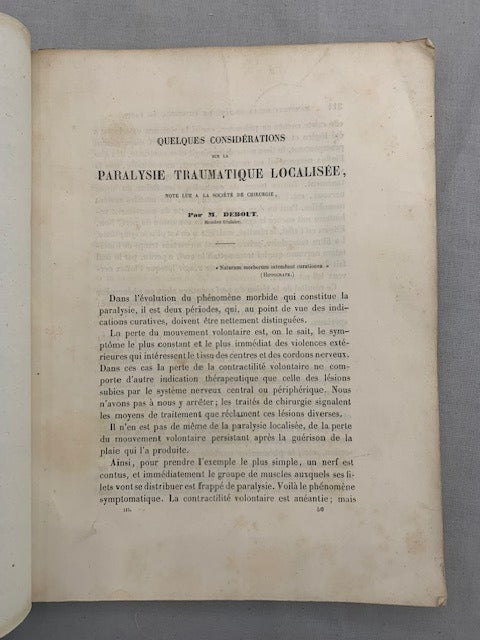 QUELQUES CONSIDÉRATIONS
SUR LA
PARALYSIE TRAUMATIQUE LOCALISÉE,
NOTE LUE A LA SOCIÉTÉ DE CHIRURGIE,
Par M. DEBOUT,
Membre titulaire.
« Naturam morborum ostendunt curationes. »
(HIPPOCRATE.)
Dans l'évolution du phénomène morbide qui constitue la
paralysie, il est deux périodes, qui, au point de vue des indi-
cations curatives, doivent être nettement distinguées.
La perte du mouvement volontaire est, on le sait, le sym-
ptôme le plus constant et le plus immédiat des violences exté-
rieures qui intéressent le tissu des centres et des cordons nerveux.
Dans ces cas la perte de la contractilité volontaire ne com-
porte d'autre indication thérapeutique que celle des lésions
subies par le système nerveux central ou périphérique. Nous
n'avons pas à nous y arrêter; les traités de chirurgie signalent
les moyens de traitement que réclament ces lésions diverses.
Il n'en est pas de même de la paralysie localisée, de la perte
du mouvement volontaire persistant après la guérison de la
plaie qui l'a produite.
Ainsi, pour prendre l'exemple le plus simple, un nerf est
contus, et immédiatement le groupe de muscles auxquels ses fi-
lets vont se distribuer est frappé de paralysie. Voilà le phénomène
symptomatique. La contractilité volontaire est anéantie; mais
III.